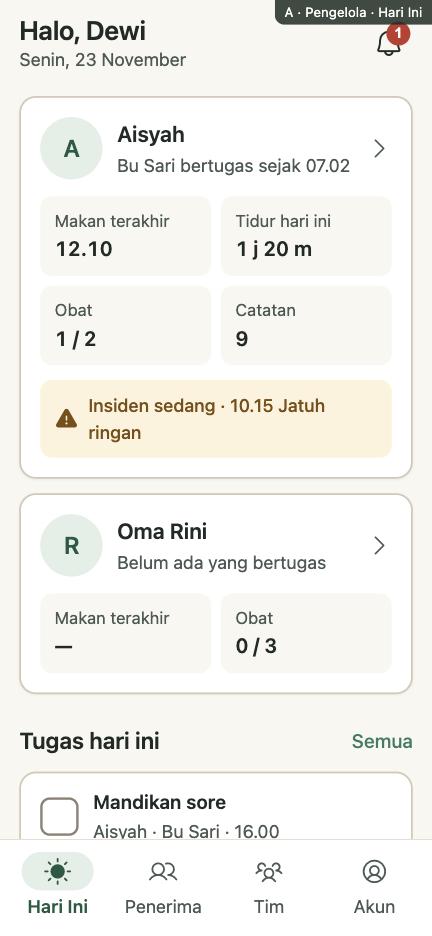 A · Pengelola · Hari Ini
Halo, Dewi
Senin, 23 November
1
A
Aisyah
Bu Sari bertugas sejak 07.02
Makan terakhir
12.10
Tidur hari ini
1 j 20 m
Obat
1 / 2
Catatan
9
Insiden sedang · 10.15 Jatuh
ringan
R
Oma Rini
Belum ada yang bertugas
Makan terakhir
—
Obat
0 / 3
Tugas hari ini
Semua
Mandikan sore
Aisyah · Bu Sari · 16.00
Hari Ini
Penerima
Tim
Akun